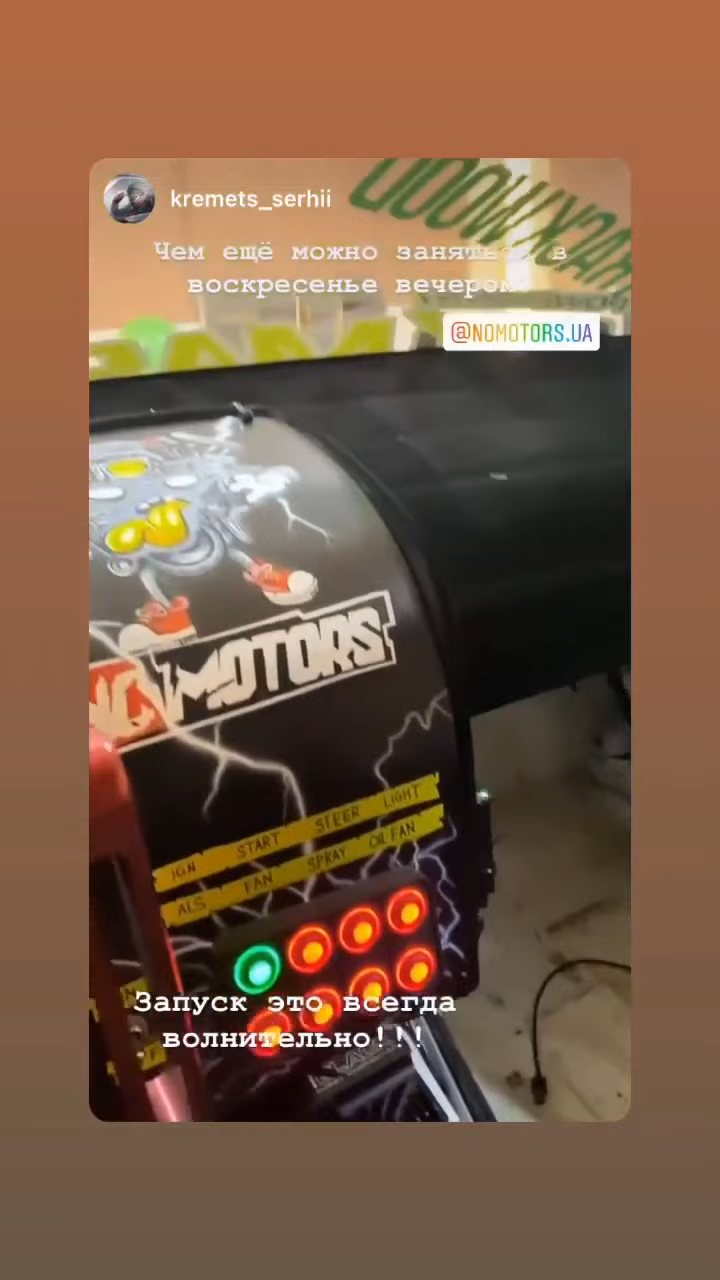 kremets_serhii
Чем ещё можно заняться в
воскресенье вечером
@NOMOTORS.UA
MOTORS
IGN START STEER LIGHT
ALS FAN SPRAY OIL FAN
Запуск это всегда
волнительно!!!